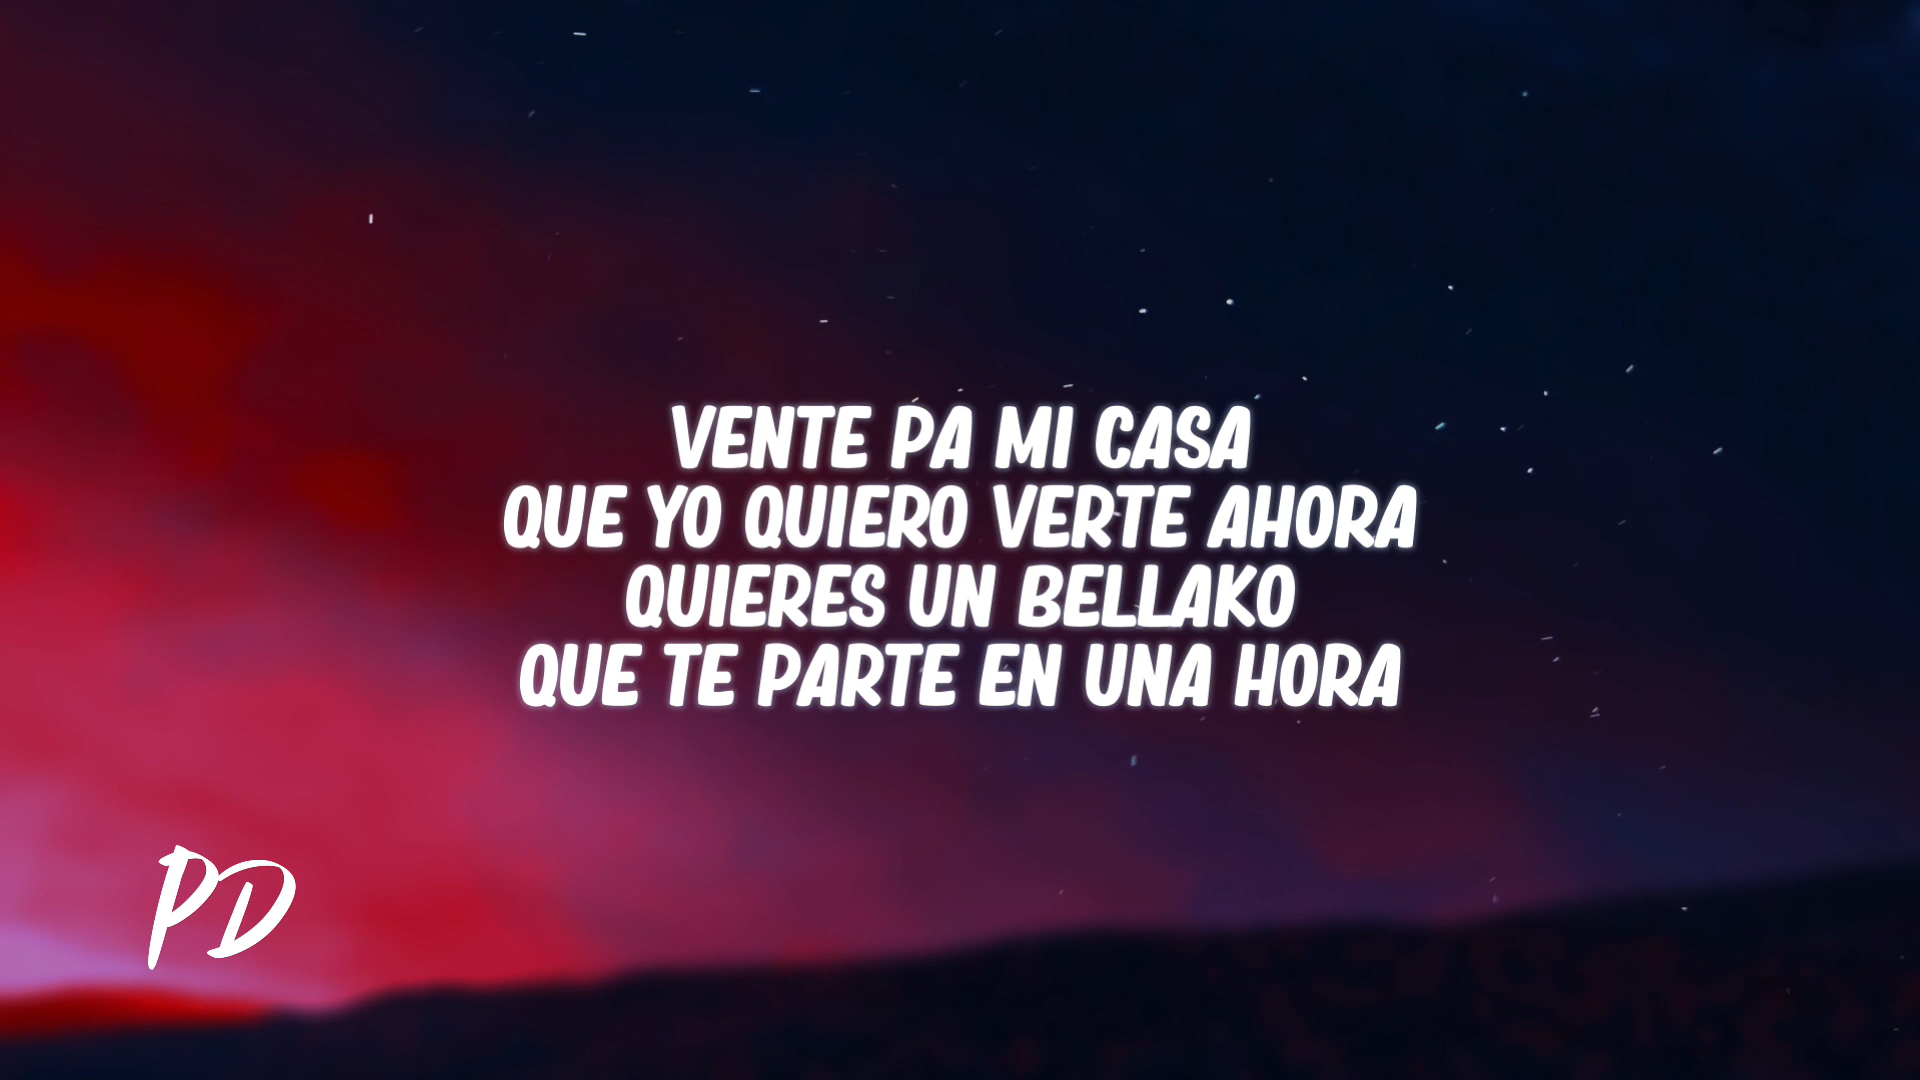 VENTE PA MI CASA
QUE YO QUIERO VERTE AHORA
QUIERES UN BELLAKO
QUE TE PARTE EN UNA HORA
PD